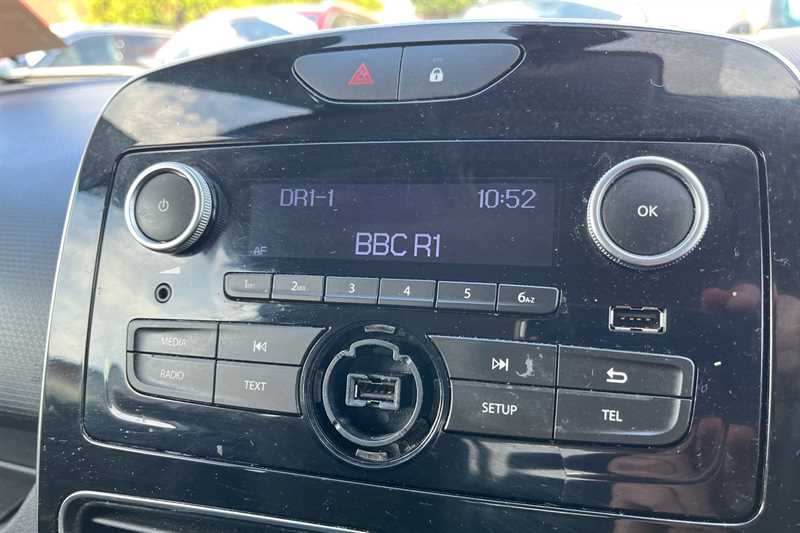 DR1-1 10:52
BBC R1
AF
OK
1 2 3 4 5 6 A-Z
MEDIA
RADIO TEXT
SETUP TEL